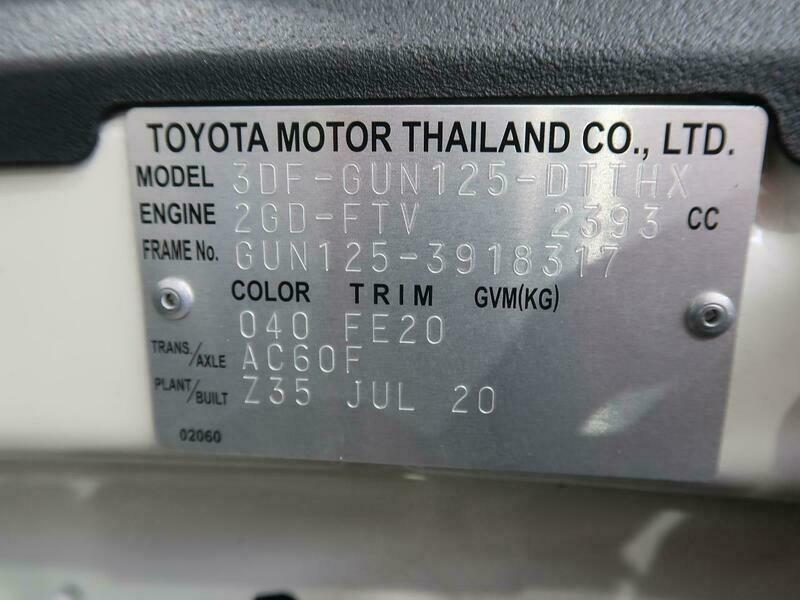 TOYOTA MOTOR THAILAND CO., LTD.
MODEL 3DF-GUN125-DTTHX
ENGINE 2GD-FTV 2393 CC
FRAME No. GUN125-3918317
COLOR TRIM GVM(KG)
040 FE20
TRANS./AXLE AC60F
PLANT/BUILT Z35 JUL 20
02060